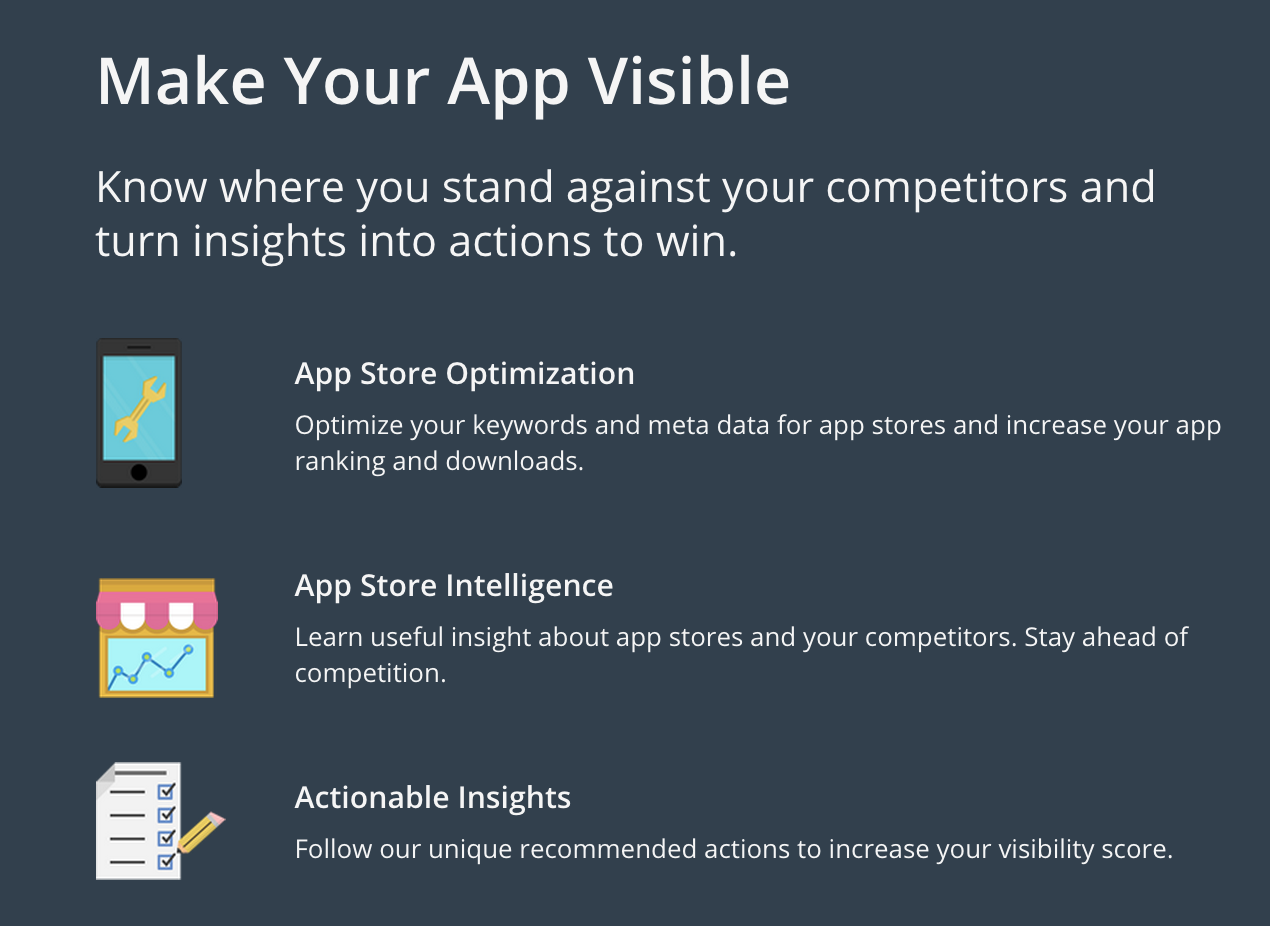 Make Your App Visible
Know where you stand against your competitors and
turn insights into actions to win.
App Store Optimization
Optimize your keywords and meta data for app stores and increase your app
ranking and downloads.
App Store Intelligence
Learn useful insight about app stores and your competitors. Stay ahead of
competition.
Actionable Insights
Follow our unique recommended actions to increase your visibility score.